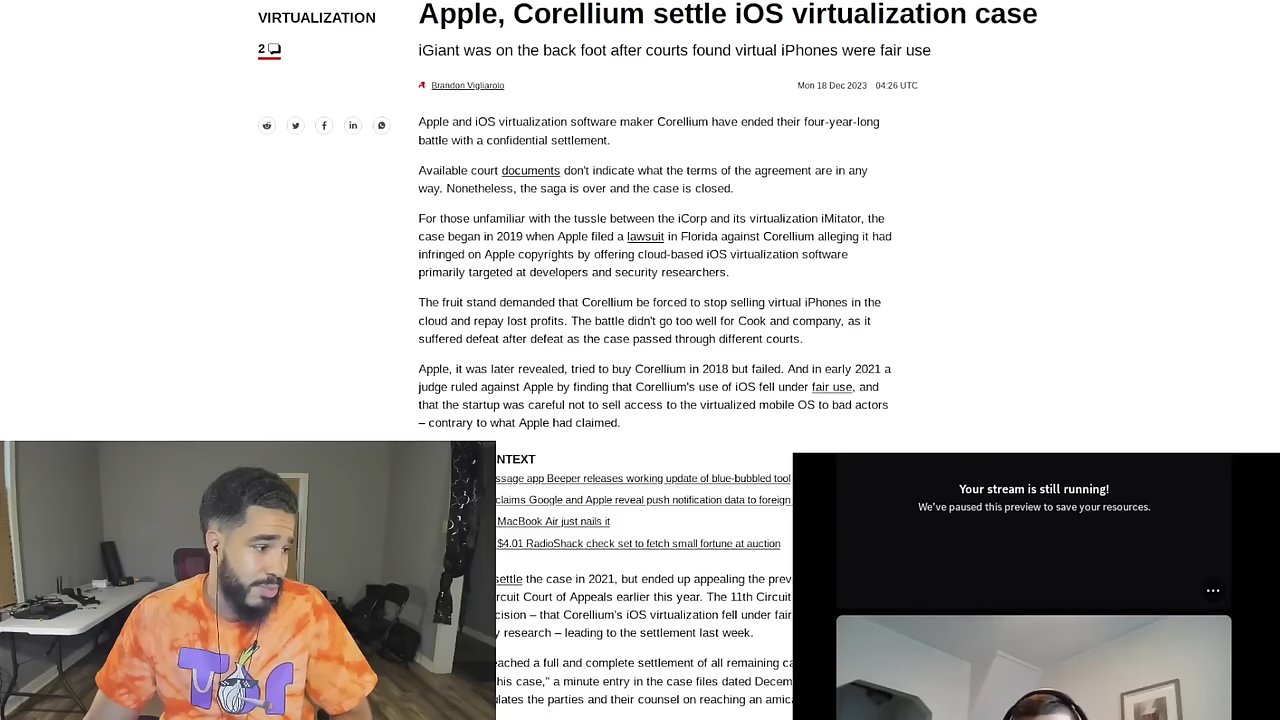 VIRTUALIZATION
2
Apple, Corellium settle iOS virtualization case
iGiant was on the back foot after courts found virtual iPhones were fair use
Brandon Vigliarolo
Mon 18 Dec 2023 04:26 UTC
Apple and iOS virtualization software maker Corellium have ended their four-year-long
battle with a confidential settlement.
Available court documents don't indicate what the terms of the agreement are in any
way. Nonetheless, the saga is over and the case is closed.
For those unfamiliar with the tussle between the iCorp and its virtualization iMitator, the
case began in 2019 when Apple filed a lawsuit in Florida against Corellium alleging it had
infringed on Apple copyrights by offering cloud-based iOS virtualization software
primarily targeted at developers and security researchers.
The fruit stand demanded that Corellium be forced to stop selling virtual iPhones in the
cloud and repay lost profits. The battle didn't go too well for Cook and company, as it
suffered defeat after defeat as the case passed through different courts.
Apple, it was later revealed, tried to buy Corellium in 2018 but failed. And in early 2021 a
judge ruled against Apple by finding that Corellium's use of iOS fell under fair use, and
that the startup was careful not to sell access to the virtualized mobile OS to bad actors
– contrary to what Apple had claimed.
NTEXT
ssage app Beeper releases working update of blue-bubbled tool
claims Google and Apple reveal push notification data to foreign
MacBook Air just nails it
$4.01 RadioShack check set to fetch small fortune at auction
settle the case in 2021, but ended up appealing the prev
rcuit Court of Appeals earlier this year. The 11th Circuit
cision – that Corellium's iOS virtualization fell under fair
y research – leading to the settlement last week.
eached a full and complete settlement of all remaining ca
his case," a minute entry in the case files dated Decem
ulates the parties and their counsel on reaching an amica
Your stream is still running!
We've paused this preview to save your resources.
Tor